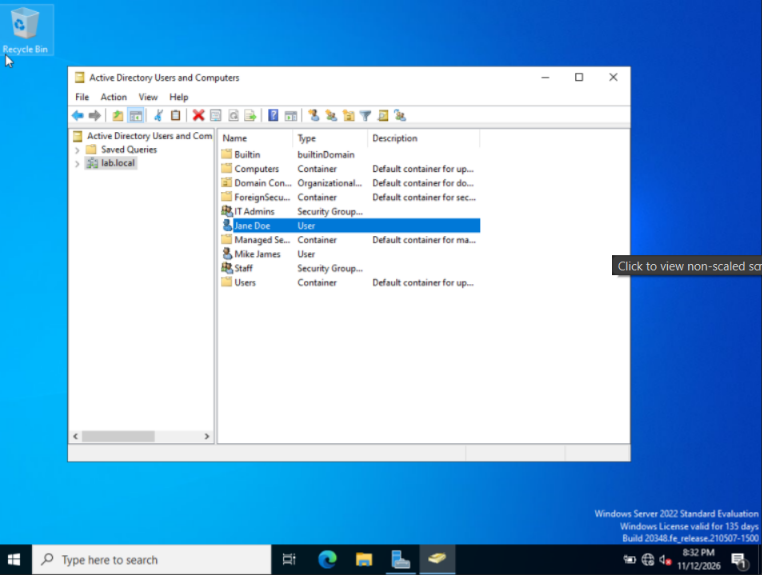 Recycle Bin
Active Directory Users and Computers
File Action View Help
Active Directory Users and Com
Saved Queries
lab.local
Name Type Description
Builtin builtinDomain
Computers Container Default container for up...
Domain Con... Organizational... Default container for do...
ForeignSecu... Container Default container for sec...
IT Admins Security Group...
Jane Doe User
Managed Se... Container Default container for ma...
Mike James User
Staff Security Group...
Users Container Default container for up...
Click to view non-scaled scr
Windows Server 2022 Standard Evaluation
Windows License valid for 135 days
Build 20348.fe_release.210507-1500
Type here to search
8:32 PM
11/12/2026
1